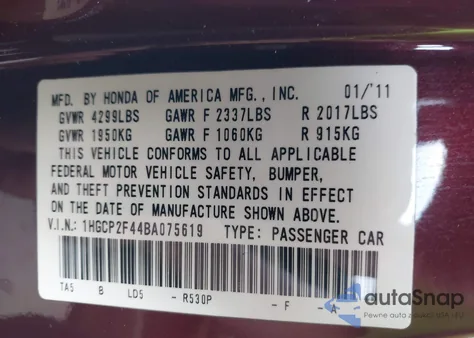 MFD. BY HONDA OF AMERICA MFG., INC. 01/'11
GVWR 4299LBS GAWR F 2337LBS R 2017LBS
GVWR 1950KG GAWR F 1060KG R 915KG
THIS VEHICLE CONFORMS TO ALL APPLICABLE
FEDERAL MOTOR VEHICLE SAFETY, BUMPER,
AND THEFT PREVENTION STANDARDS IN EFFECT
ON THE DATE OF MANUFACTURE SHOWN ABOVE.
V.I.N.: 1HGCP2F44BA075619 TYPE: PASSENGER CAR
TA5 B LD5 - R530P -F -A
autoSnap